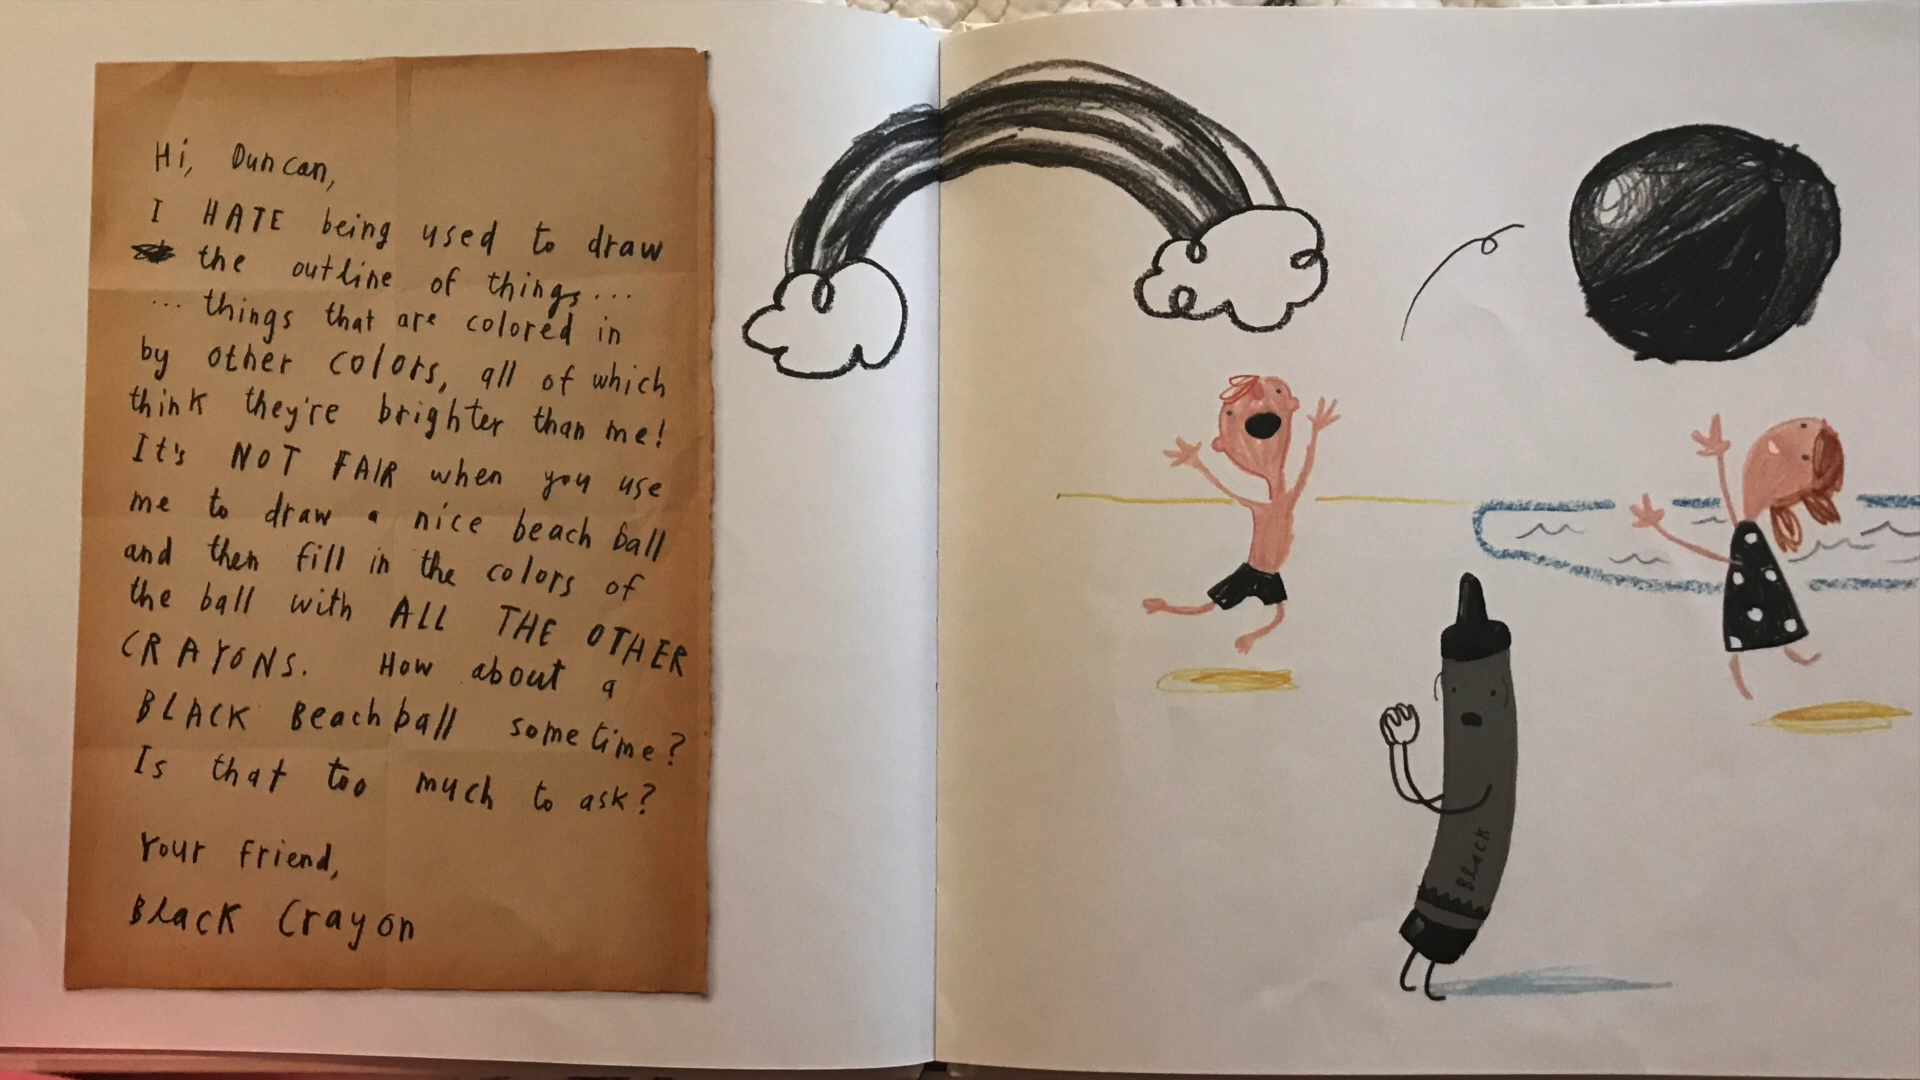 Hi, Duncan,
I HATE being used to draw
the outline of things...
... things that are colored in
by other colors, all of which
think they're brighter than me!
It's NOT FAIR when you use
me to draw a nice beach ball
and then fill in the colors of
the ball with ALL THE OTHER
CRAYONS. How about a
BLACK Beachball sometime?
Is that too much to ask?
Your friend,
Black Crayon
Black